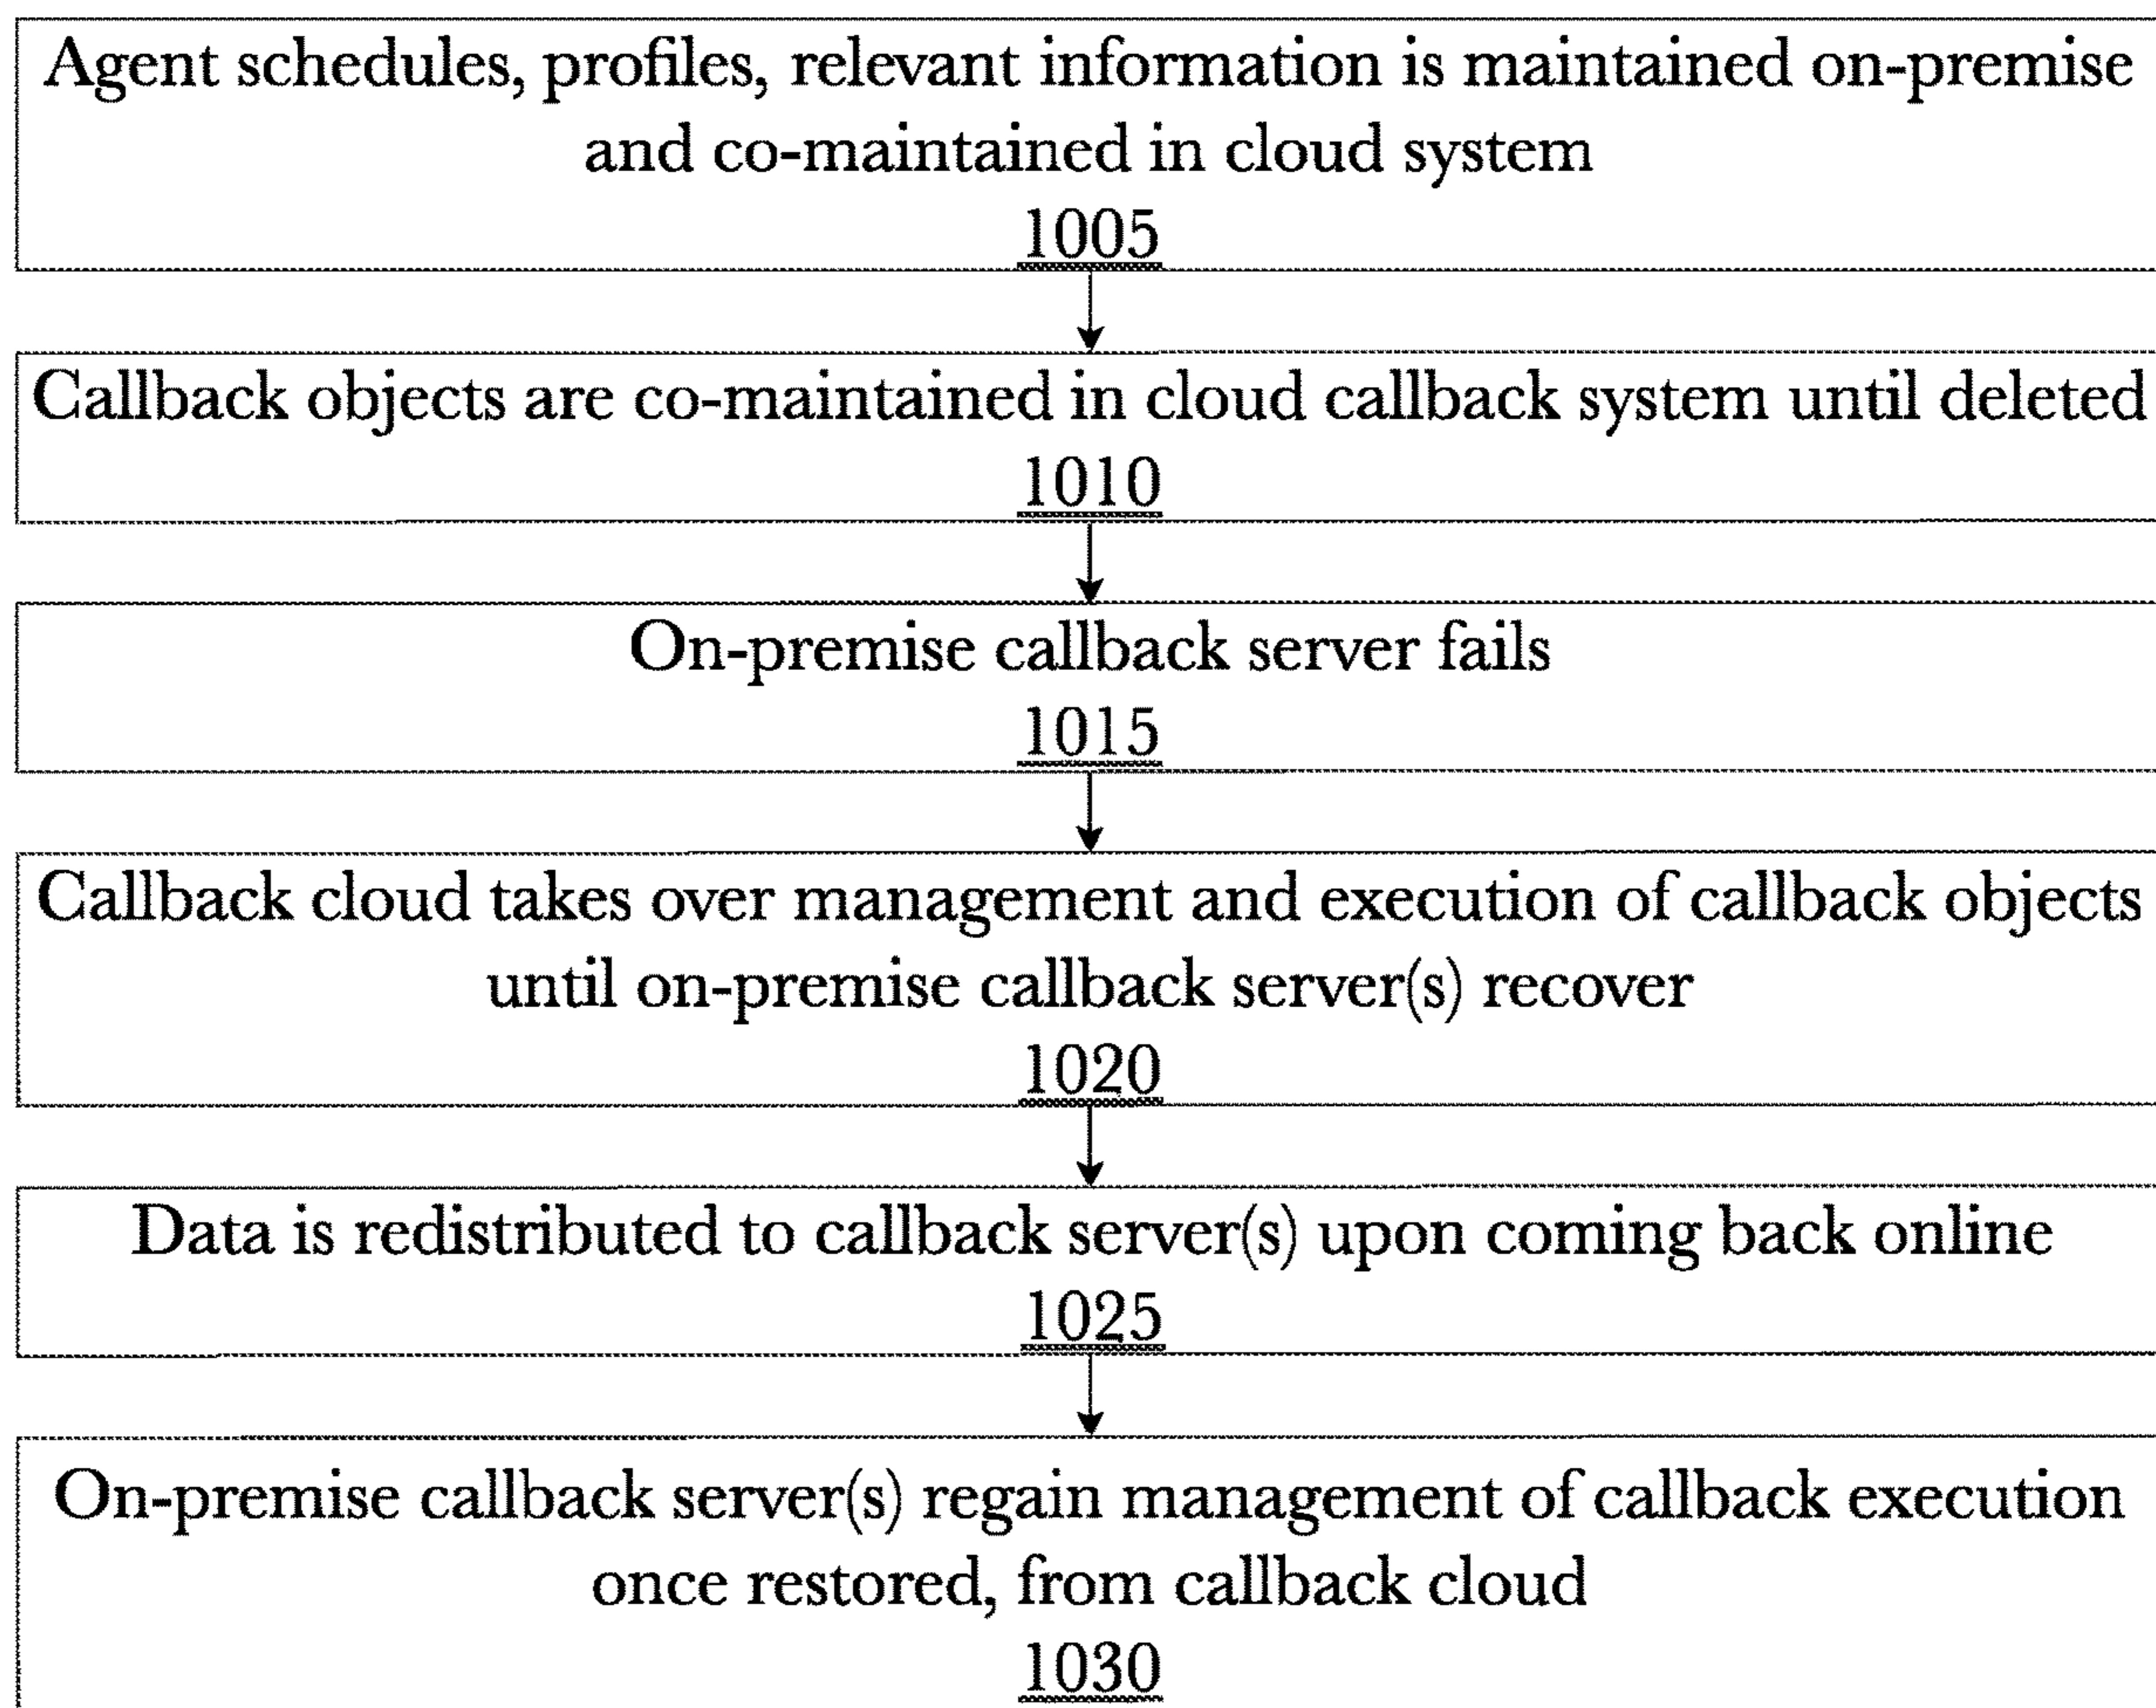 Agent schedules, profiles, relevant information is maintained on-premise
and co-maintained in cloud system
1005
Callback objects are co-maintained in cloud callback system until deleted
1010
On-premise callback server fails
1015
Callback cloud takes over management and execution of callback objects
until on-premise callback server(s) recover
1020
Data is redistributed to callback server(s) upon coming back online
1025
On-premise callback server(s) regain management of callback execution
once restored, from callback cloud
1030